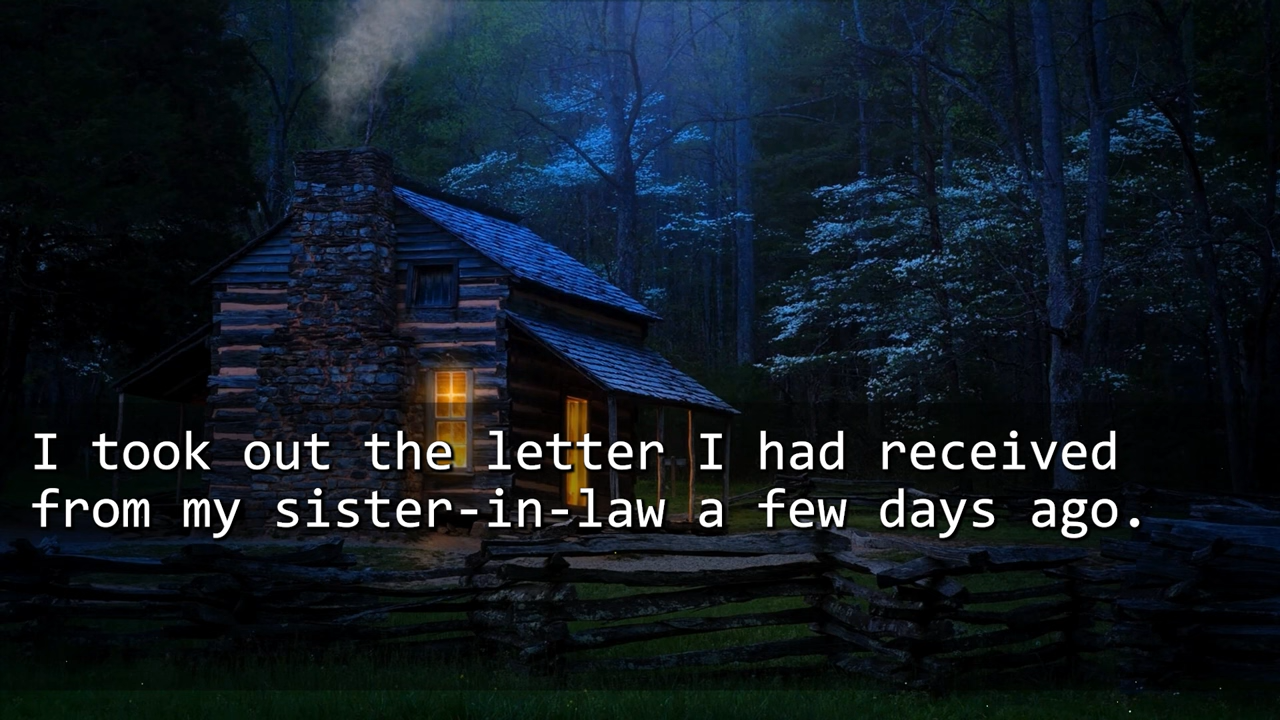 I took out the letter I had received
from my sister-in-law a few days ago.